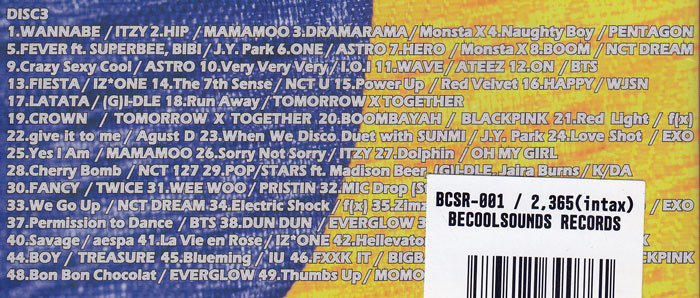 DISC3
1.WANNABE / ITZY 2.HIP / MAMAMOO 3.DRAMARAMA / Monsta X 4.Naughty Boy / PENTAGON
5.FEVER ft. SUPERBEE, BIBI / J.Y. Park 6.ONE / ASTRO 7.HERO / Monsta X 8.BOOM / NCT DREAM
9.Crazy Sexy Cool / ASTRO 10.Very Very Very / I.O.I 11.WAVE / ATEEZ 12.ON / BTS
13.FIESTA / IZ*ONE 14.The 7th Sense / NCT U 15.Power Up / Red Velvet 16.HAPPY / WJSN
17.LATATA / (G)I-DLE 18.Run Away / TOMORROW X TOGETHER
19.CROWN / TOMORROW X TOGETHER 20.BOOMBAYAH / BLACKPINK 21.Red Light / f(x)
22.give it to me / Agust D 23.When We Disco Duet with SUNMI / J.Y. Park 24.Love Shot / EXO
25.Yes I Am / MAMAMOO 26.Sorry Not Sorry / ITZY 27.Dolphin / OH MY GIRL
28.Cherry Bomb / NCT 127 29.POP/STARS ft. Madison Beer, (G)I-DLE, Jaira Burns / K/DA
30.FANCY / TWICE 31.WEE WOO / PRISTIN 32.MIC Drop
33.We Go Up / NCT DREAM 34.Electric Shock / f(x) 35. / EXO
37.Permission to Dance / BTS 38.DUN DUN / EVERGLOW
40.Savage / aespa 41.La Vie en Rose / IZ*ONE 42.
44.BOY / TREASURE 45.Blueming / IU 46.FXXK IT /
48.Bon Bon Chocolat / EVERGLOW 49.Thumbs Up /
BCSR-001 / 2,365(intax)
BECOOLSOUNDS RECORDS